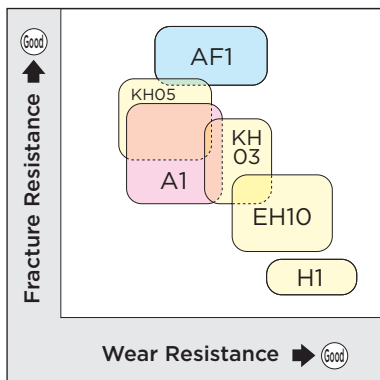 Good
Fracture Resistance
AF1
KH05
KH
03
A1
EH10
H1
Wear Resistance
Good